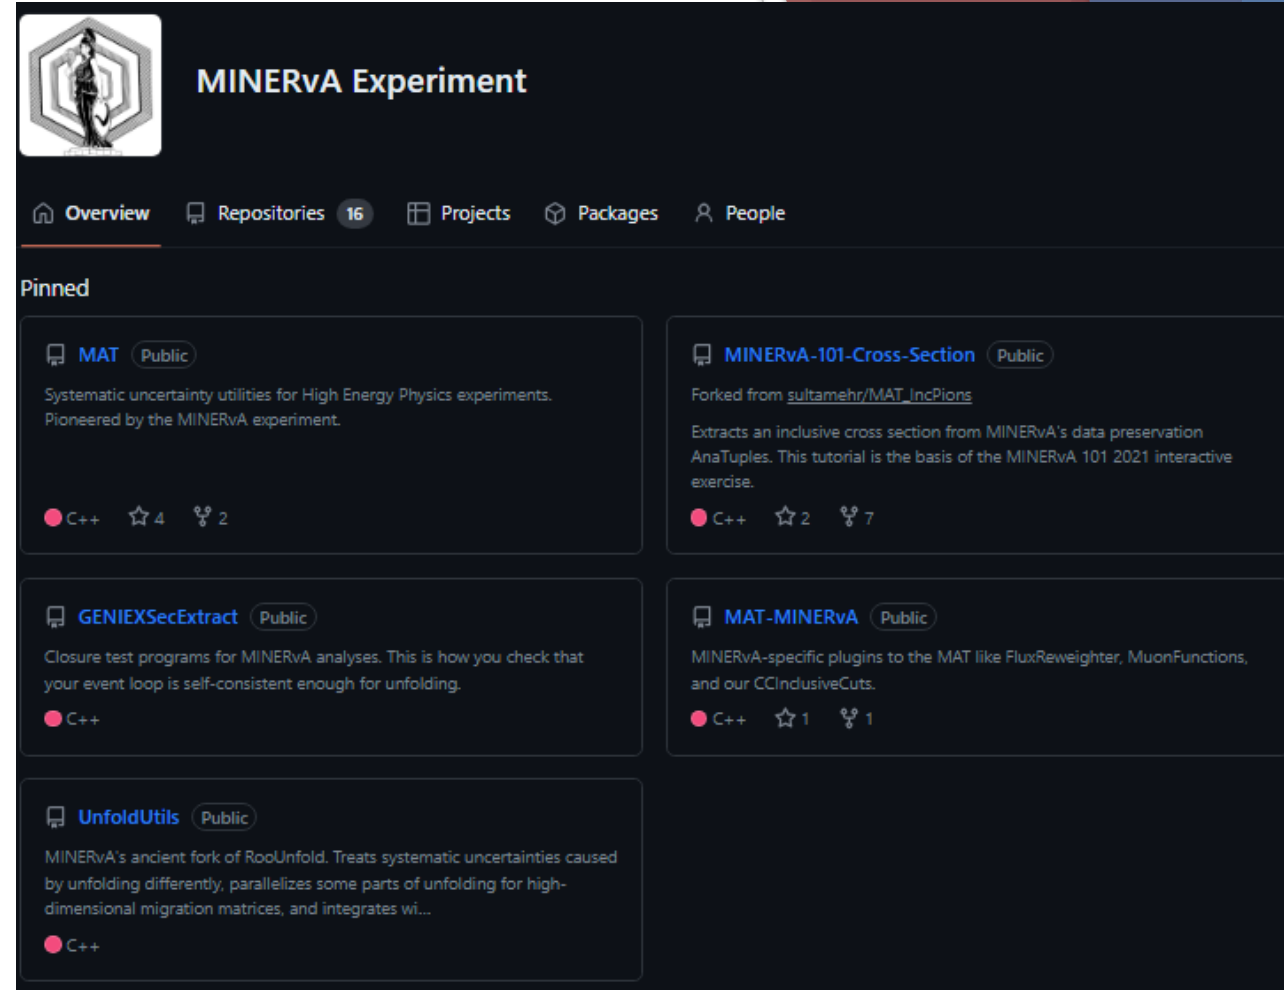 MINERvA Experiment
Overview
Repositories 16
Projects
Packages
People
Pinned
MAT Public
Systematic uncertainty utilities for High Energy Physics experiments.
Pioneered by the MINERvA experiment.
C++ 4 2
MINERvA-101-Cross-Section Public
Forked from sultamehr/MAT_IncPions
Extracts an inclusive cross section from MINERvA's data preservation
AnaTuples. This tutorial is the basis of the MINERvA 101 2021 interactive
exercise.
C++ 2 7
GENIEXSecExtract Public
Closure test programs for MINERvA analyses. This is how you check that
your event loop is self-consistent enough for unfolding.
C++
MAT-MINERvA Public
MINERvA-specific plugins to the MAT like FluxReweighter, MuonFunctions,
and our CCInclusiveCuts.
C++ 1 1
UnfoldUtils Public
MINERvA's ancient fork of RooUnfold. Treats systematic uncertainties caused
by unfolding differently, parallelizes some parts of unfolding for high-
dimensional migration matrices, and integrates wi...
C++